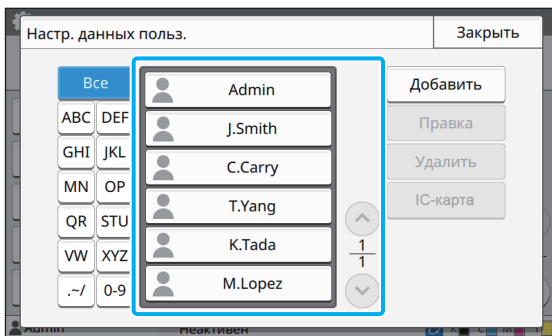 Настр. данных польз.
Закрыть
Все
ABC DEF
GHI JKL
MN OP
QR STU
VW XYZ
.~/ 0-9
Admin
J.Smith
C.Carry
T.Yang
K.Tada
M.Lopez
1
1
Добавить
Правка
Удалить
IC-карта
Admin
Неактивен